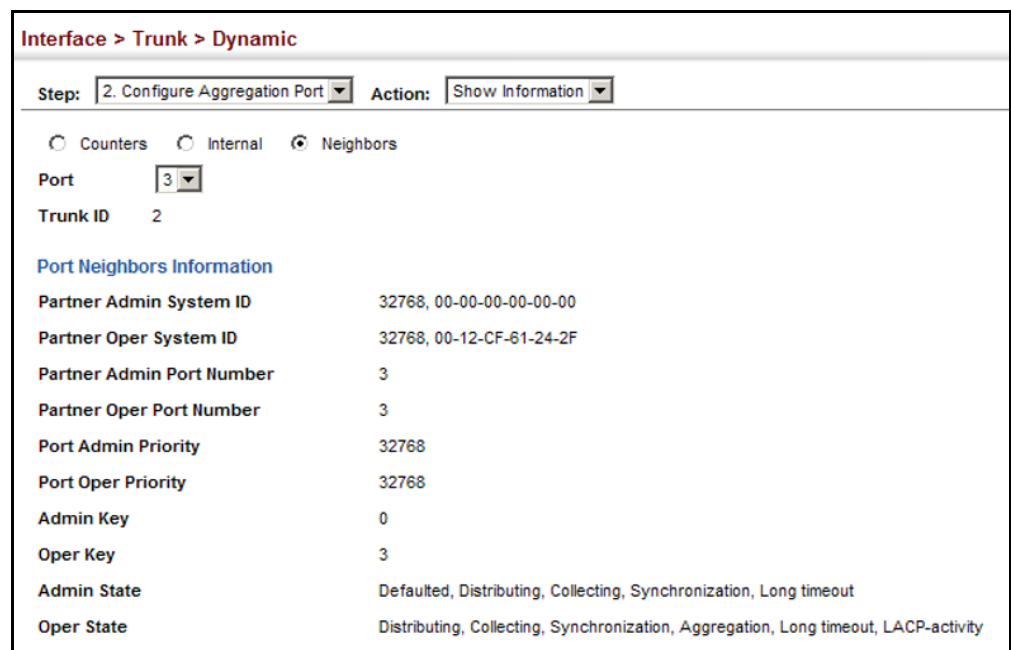 Interface > Trunk > Dynamic
Step: 2. Configure Aggregation Port Action: Show Information
Counters Internal Neighbors
Port 3
Trunk ID 2
Port Neighbors Information
Partner Admin System ID 32768, 00-00-00-00-00-00
Partner Oper System ID 32768, 00-12-CF-61-24-2F
Partner Admin Port Number 3
Partner Oper Port Number 3
Port Admin Priority 32768
Port Oper Priority 32768
Admin Key 0
Oper Key 3
Admin State Defaulted, Distributing, Collecting, Synchronization, Long timeout
Oper State Distributing, Collecting, Synchronization, Aggregation, Long timeout, LACP-activity